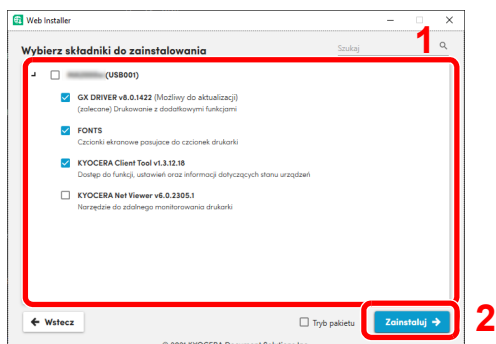 Web Installer
1
Wybierz składniki do zainstalowania
Szukaj
(USB001)
GX DRIVER v8.0.1422 (Możliwy do aktualizacji)
(zalecane) Drukowanie z dodatkowymi funkcjami
FONTS
Czcionki ekranowe pasujące do czcionek drukarki
KYOCERA Client Tool v1.3.12.18
Dostęp do funkcji, ustawień oraz informacji dotyczących stanu urządzeń
KYOCERA Net Viewer v6.0.2305.1
Narzędzie do zdalnego monitorowania drukarki
Wstecz
Tryb pakietu
Zainstaluj
2